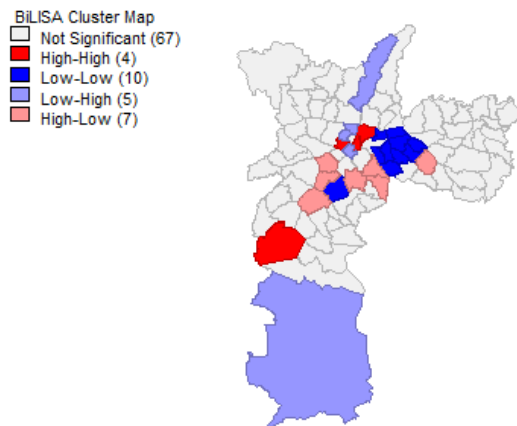 BiLISA Cluster Map
Not Significant (67)
High-High (4)
Low-Low (10)
Low-High (5)
High-Low (7)